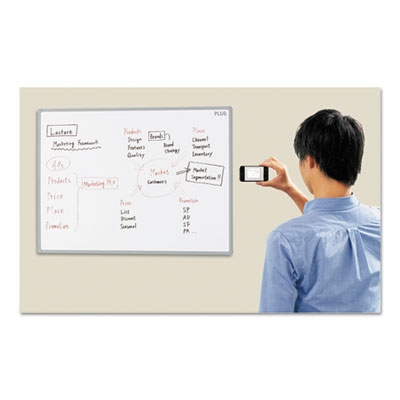 PLUS
Lecture
Marketing Framework
4Ps
Products
Price
Place
Promotion
Marketing MIX
Products
Design
Features
Quality
Brands
Brand
Strategy
Place
Channel
Transport
Inventory
Market
Customers
Market
Segmentation!!
Price
List
Discount
Seasonal
Promotion
SP
AD
SF
PR...